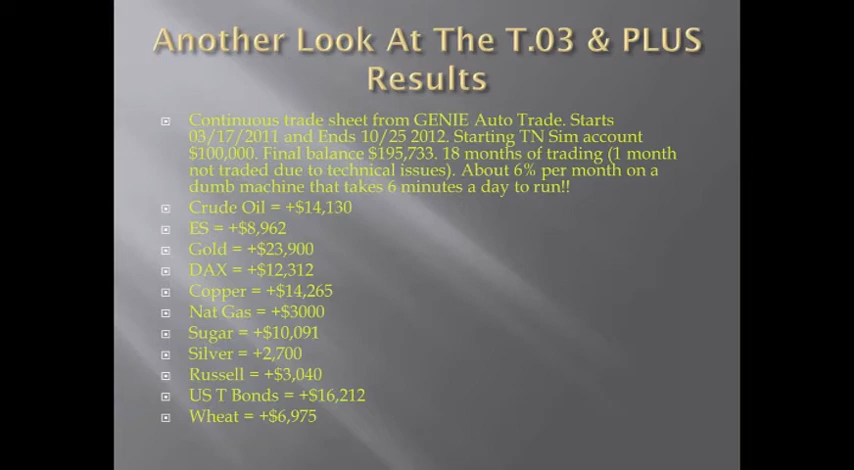 Another Look At The T.03 & PLUS
Results
Continuous trade sheet from GENIE Auto Trade. Starts
03/17/2011 and Ends 10/25 2012. Starting TN Sim account
$100,000. Final balance $195,733. 18 months of trading (1 month
not traded due to technical issues). About 6% per month on a
dumb machine that takes 6 minutes a day to run!!
Crude Oil = +$14,130
ES = +$8,962
Gold = +$23,900
DAX = +$12,312
Copper = +$14,265
Nat Gas = +$3000
Sugar = +$10,091
Silver = +2,700
Russell = +$3,040
US T Bonds = +$16,212
Wheat = +$6,975